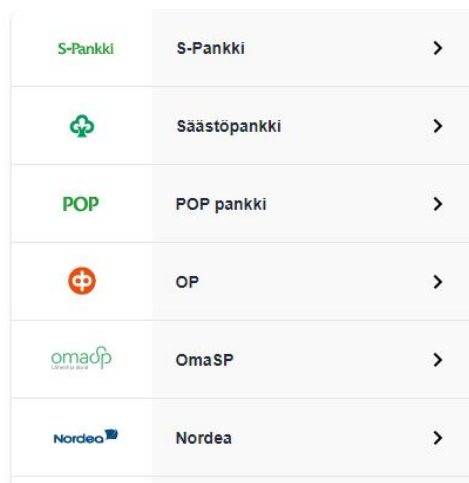 S-Pankki S-Pankki
Säästöpankki
POP POP pankki
OP
omasp OmaSP
Nordea Nordea